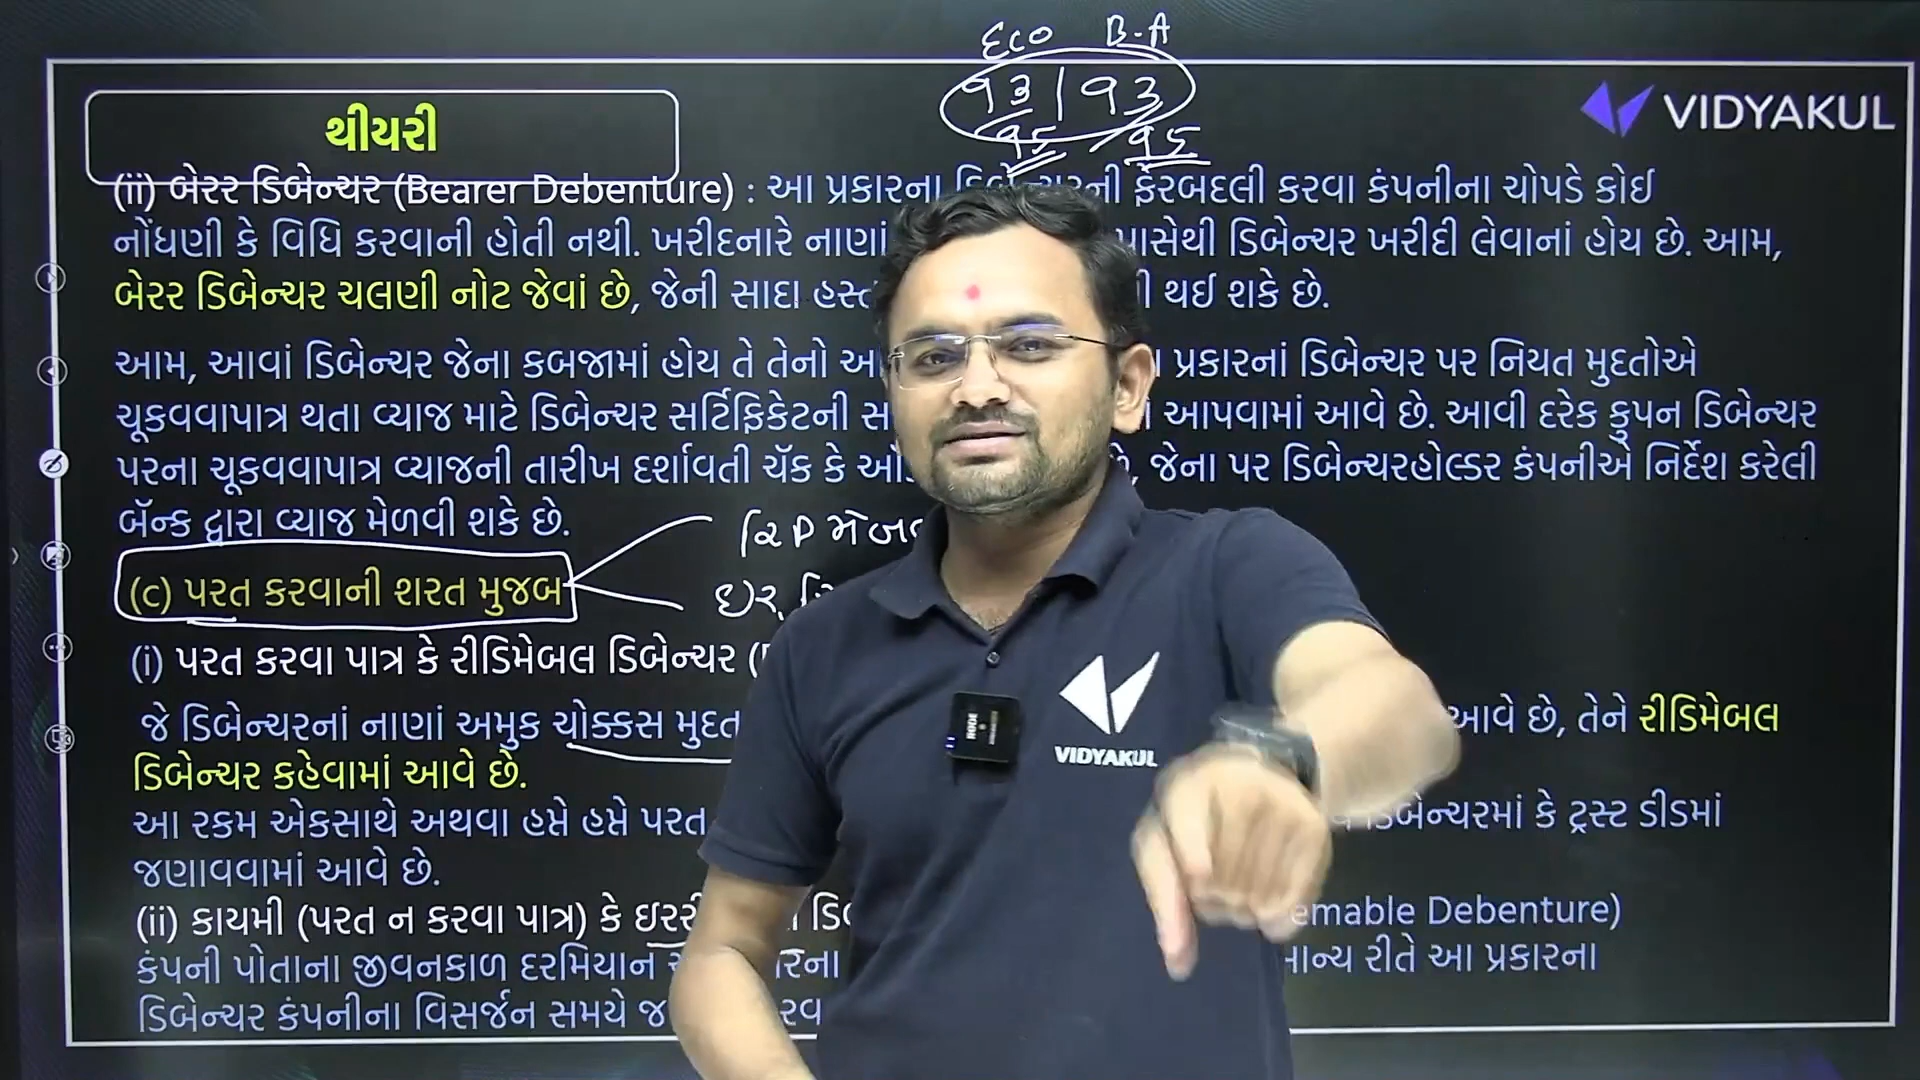 Eco B-A
93 | 93
95 / 95
VIDYAKUL
થીયરી
(ii) બેરર ડિબેન્ચર (Bearer Debenture) : આ પ્રકારના ફેરબદલી કરવા કંપનીના ચોપડે કોઈ
નોંધણી કે વિધિ કરવાની હોતી નથી. ખરીદનારે નાણાં પાસેથી ડિબેન્ચર ખરીદી લેવાનાં હોય છે. આમ,
બેરર ડિબેન્ચર ચલણી નોટ જેવાં છે, જેની સાદા થઈ શકે છે.
આમ, આવાં ડિબેન્ચર જેના કબજામાં હોય તે તેનો પ્રકારનાં ડિબેન્ચર પર નિયત મુદતોએ
ચૂકવવાપાત્ર થતા વ્યાજ માટે ડિબેન્ચર સર્ટિફિકેટની આપવામાં આવે છે. આવી દરેક કુપન ડિબેન્ચર
પરના ચૂકવવાપાત્ર વ્યાજની તારીખ દર્શાવતી ચૅક કે જેના પર ડિબેન્ચરહોલ્ડર કંપનીએ નિર્દેશ કરેલી
બૅન્ક દ્વારા વ્યાજ મેળવી શકે છે.
(c) પરત કરવાની શરત મુજબ
(i) પરત કરવા પાત્ર કે રીડિમેબલ ડિબેન્ચર
જે ડિબેન્ચરનાં નાણાં અમુક ચોક્કસ મુદત આવે છે, તેને રીડિમેબલ
ડિબેન્ચર કહેવામાં આવે છે.
આ રકમ એકસાથે અથવા હપ્તે હપ્તે પરત કે ટ્રસ્ટ ડીડમાં
જણાવવામાં આવે છે.
(ii) કાયમી (પરત ન કરવા પાત્ર) કે Debenture)
કંપની પોતાના જીવનકાળ દરમિયાન રીતે આ પ્રકારના
ડિબેન્ચર કંપનીના વિસર્જન સમયે
VIDYAKUL
RODE